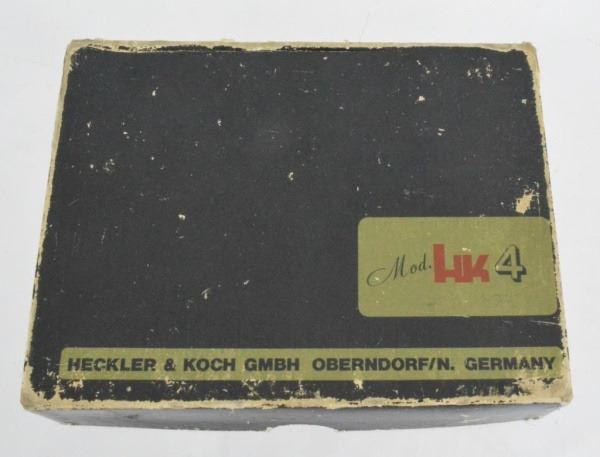 Mod. HK 4
HECKLER & KOCH GMBH OBERNDORF/N. GERMANY